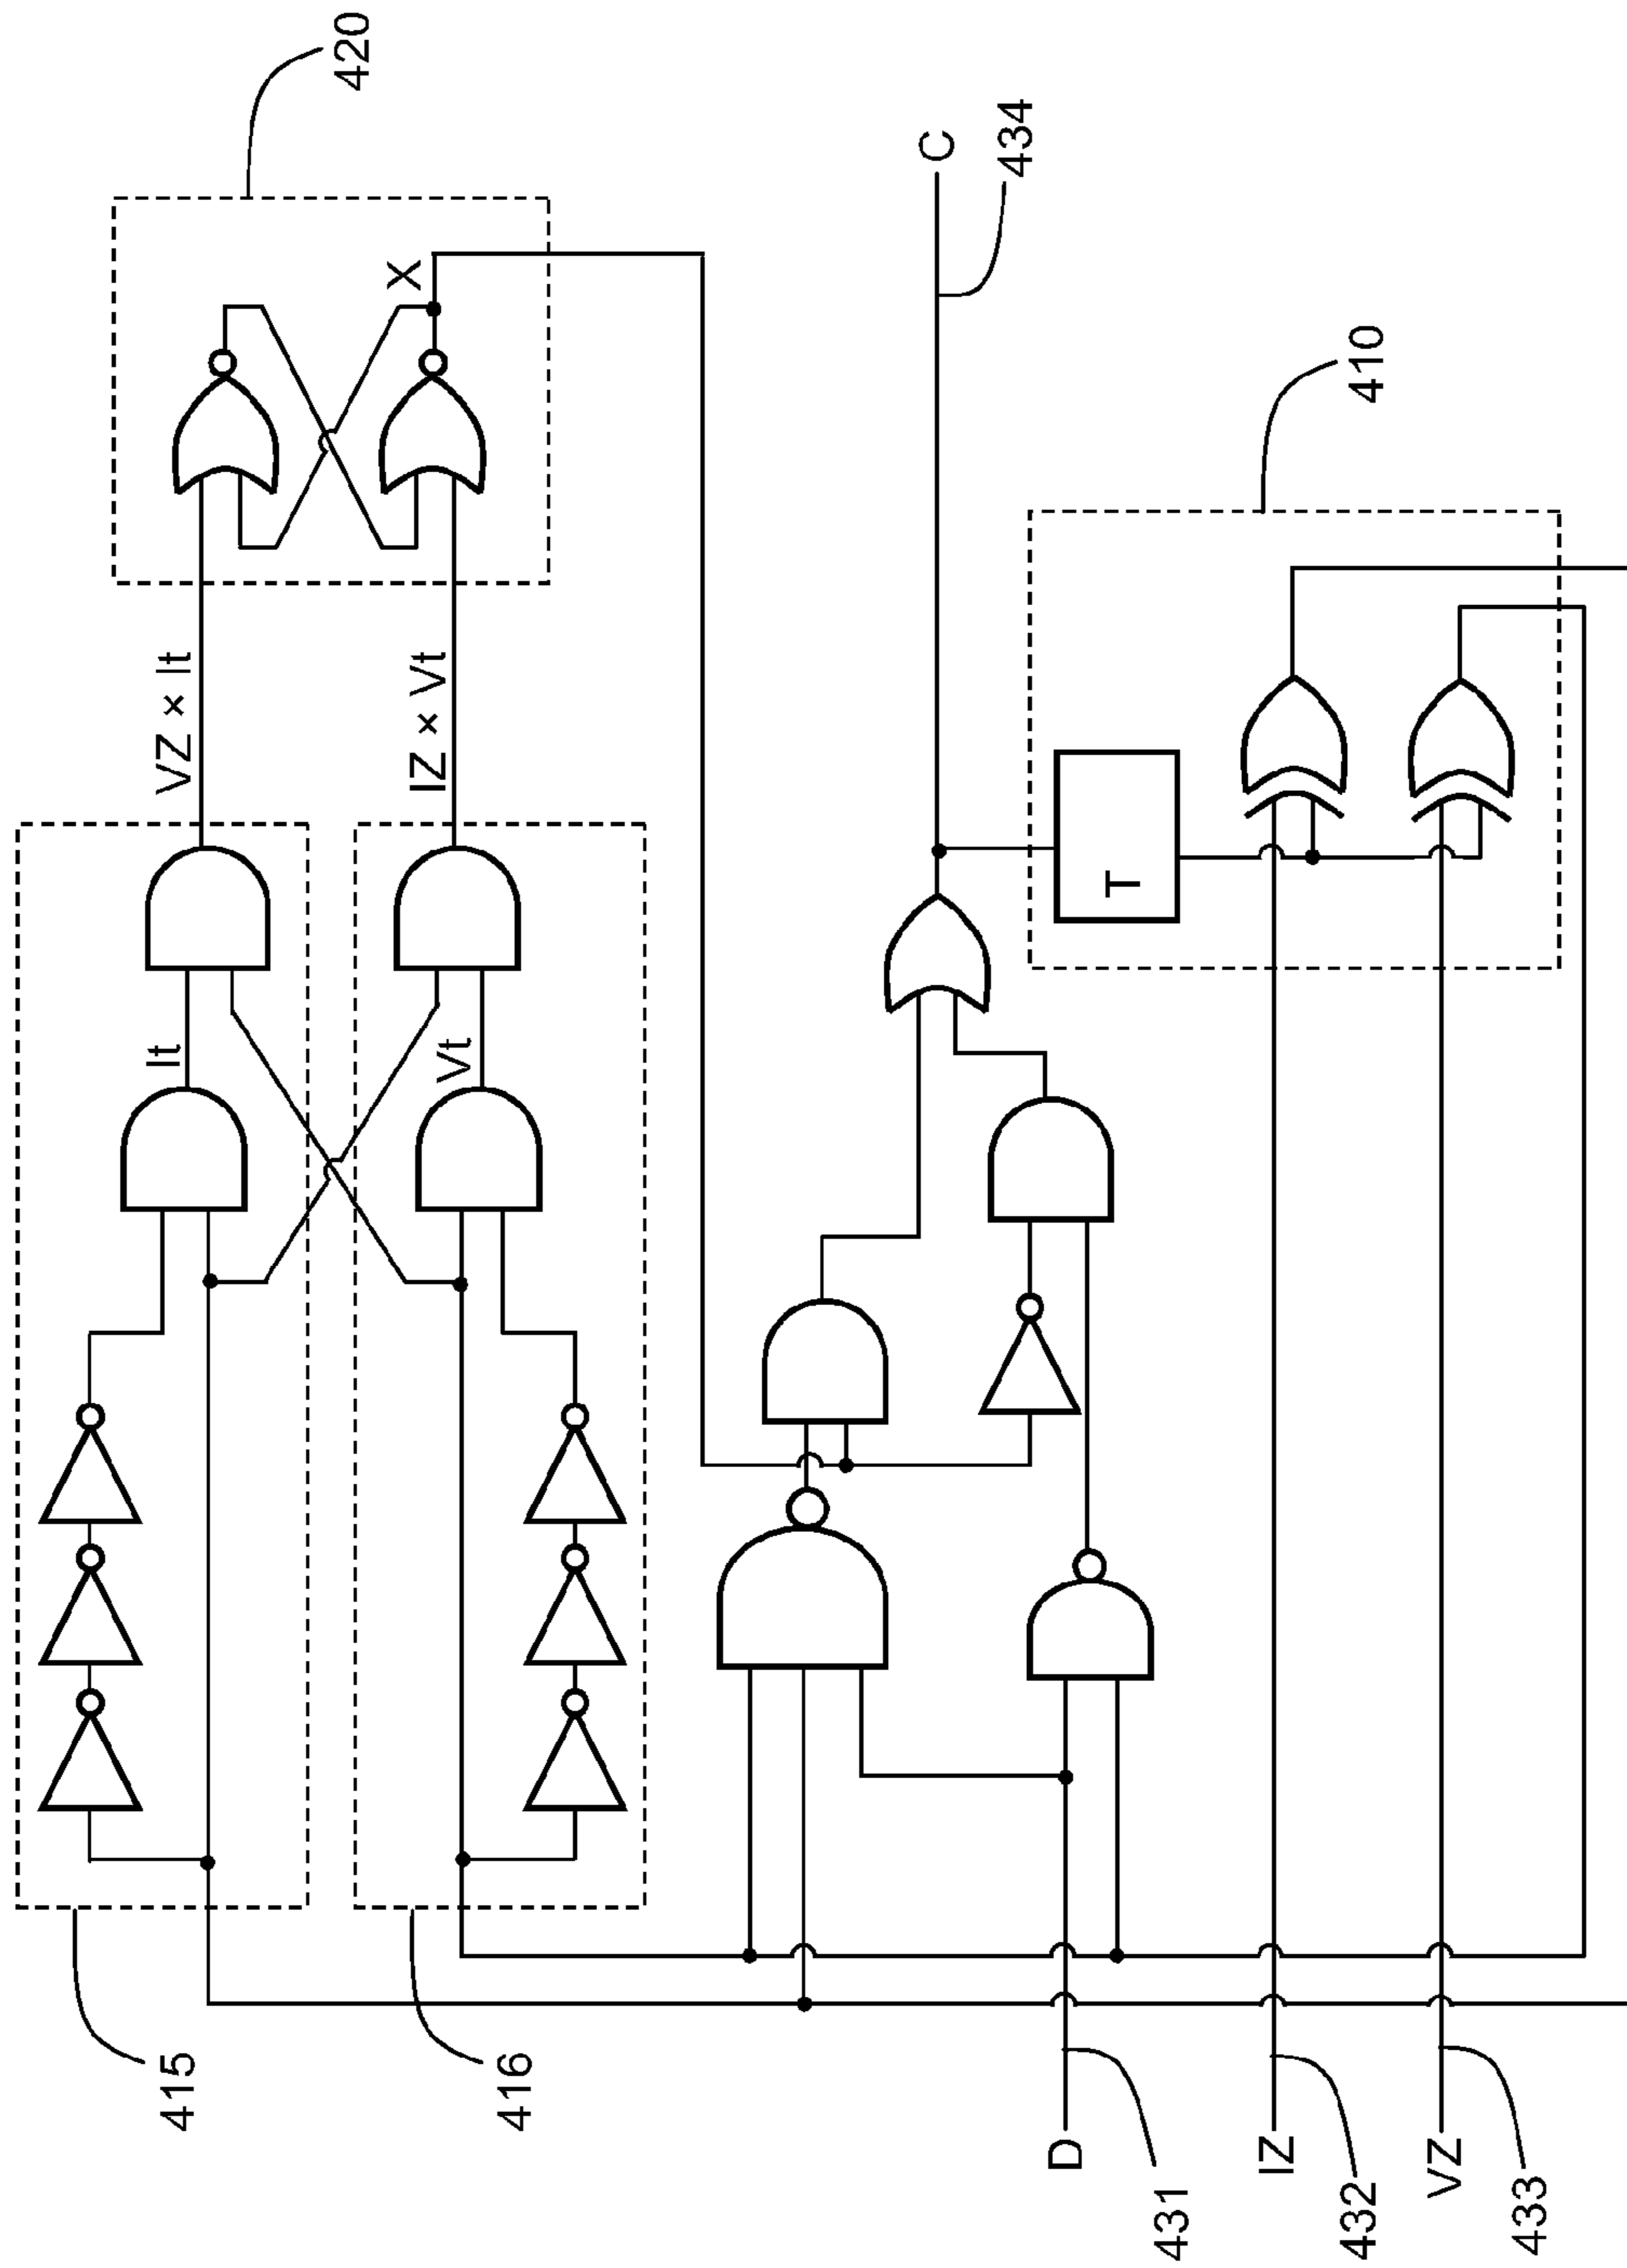 420
X
VZ × It
IZ × Vt
It
Vt
415
416
C
434
410
T
D
431
IZ
432
VZ
433